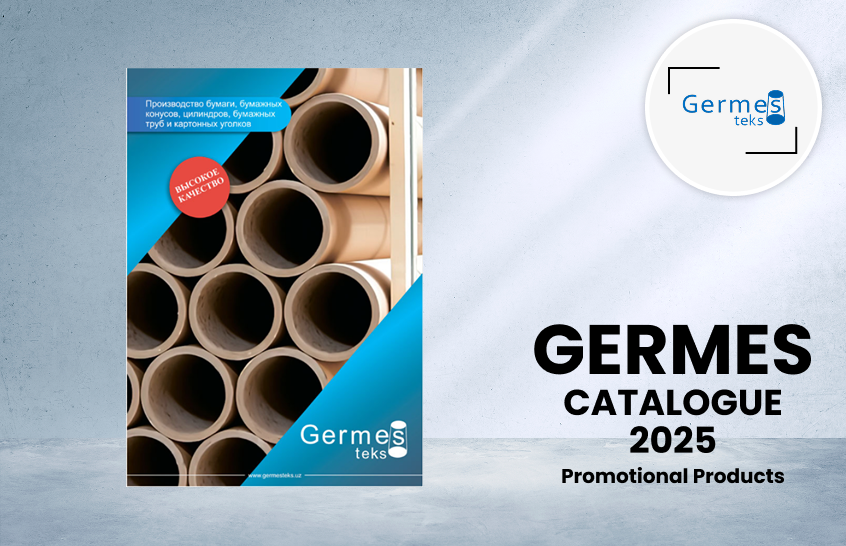 Производство бумаги, бумажных
конусов, цилиндров, бумажных
труб и картонных уголков
ВЫСОКОЕ
КАЧЕСТВО
Germes
teks
www.germesteks.uz
Germes
teks
GERMES
CATALOGUE
2025
Promotional Products